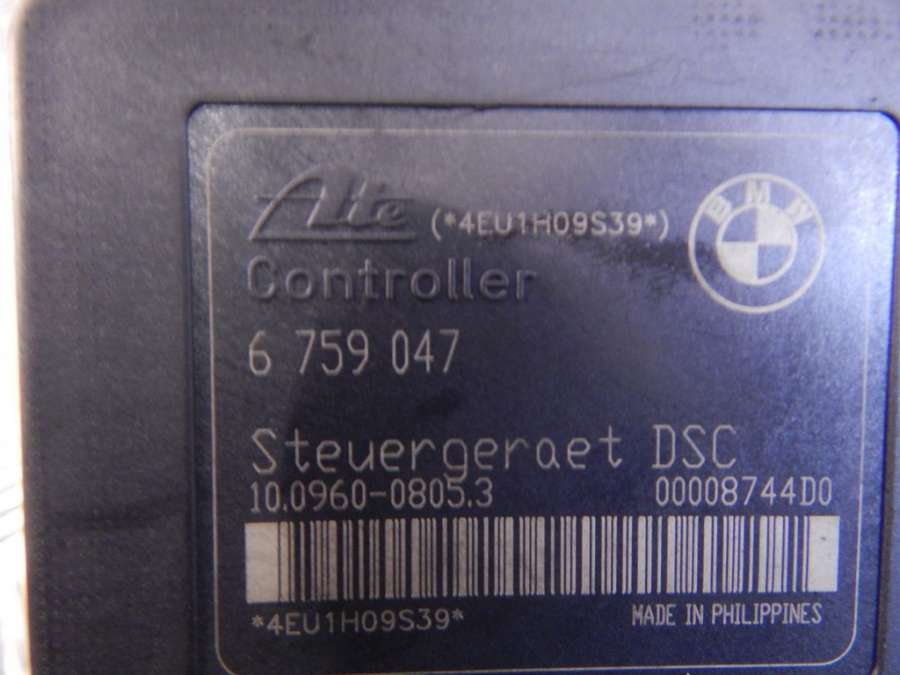 Ate (*4EU1H09S39*)
BMW
Controller
6 759 047
Steuergeraet DSC
10.0960-0805.3 00008744D0
*4EU1H09S39*
MADE IN PHILIPPINES